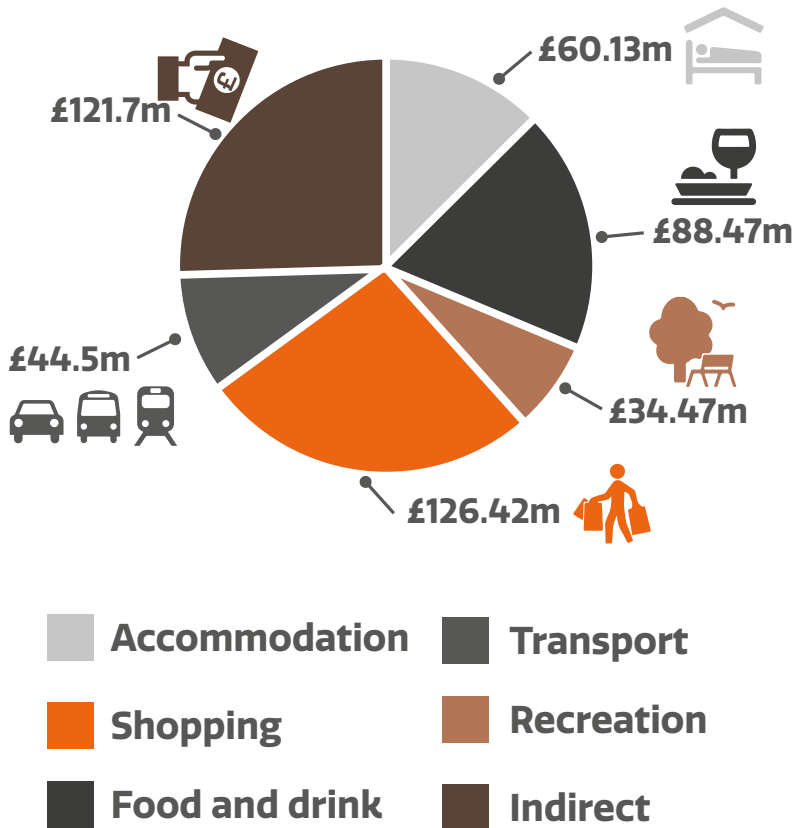 £60.13m
£121.7m
£
£88.47m
£44.5m
£34.47m
£126.42m
Accommodation
Transport
Shopping
Recreation
Food and drink
Indirect